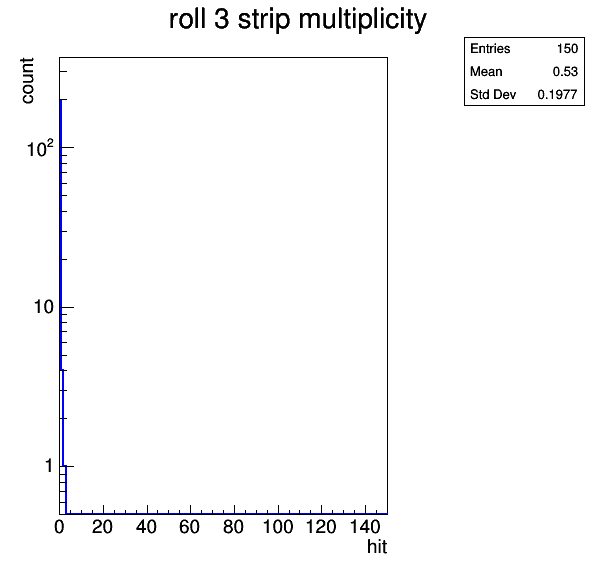 roll 3 strip multiplicity
Entries 150
Mean 0.53
Std Dev 0.1977
count
10²
10
1
0 20 40 60 80 100 120 140
hit